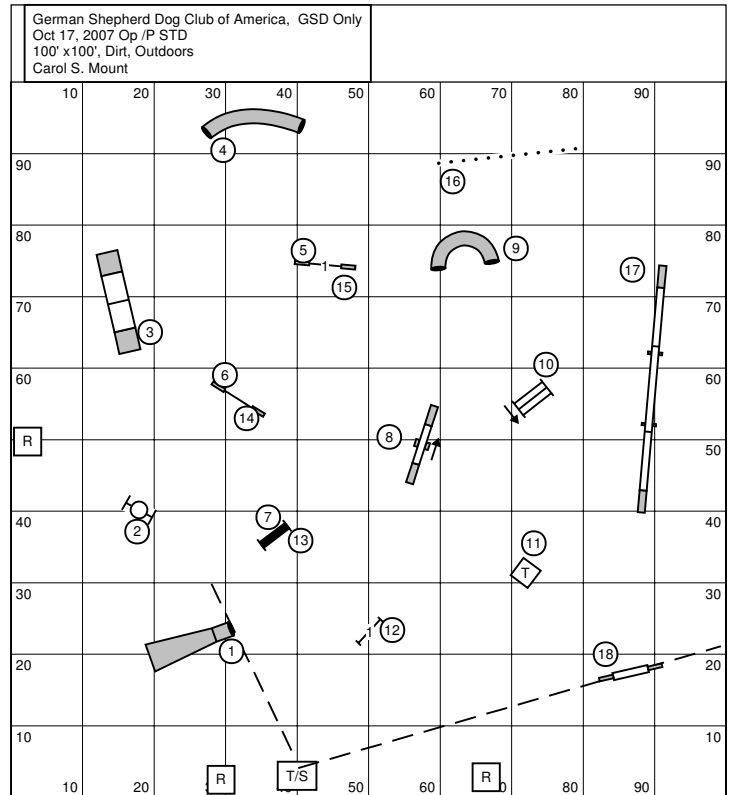 German Shepherd Dog Club of America, GSD Only
Oct 17, 2007 Op /P STD
100' x100', Dirt, Outdoors
Carol S. Mount
10 20 30 40 50 60 70 80 90
4
90 90
16
80 80
5 9
1
17
15
70 70
3
10
60 60
6
14
8
R 50 50
40 40
2 7 13
11
T
30 30
12
1
1
18
20 20
10 10
R T/S R
10 20 30 40 50 60 70 80 90